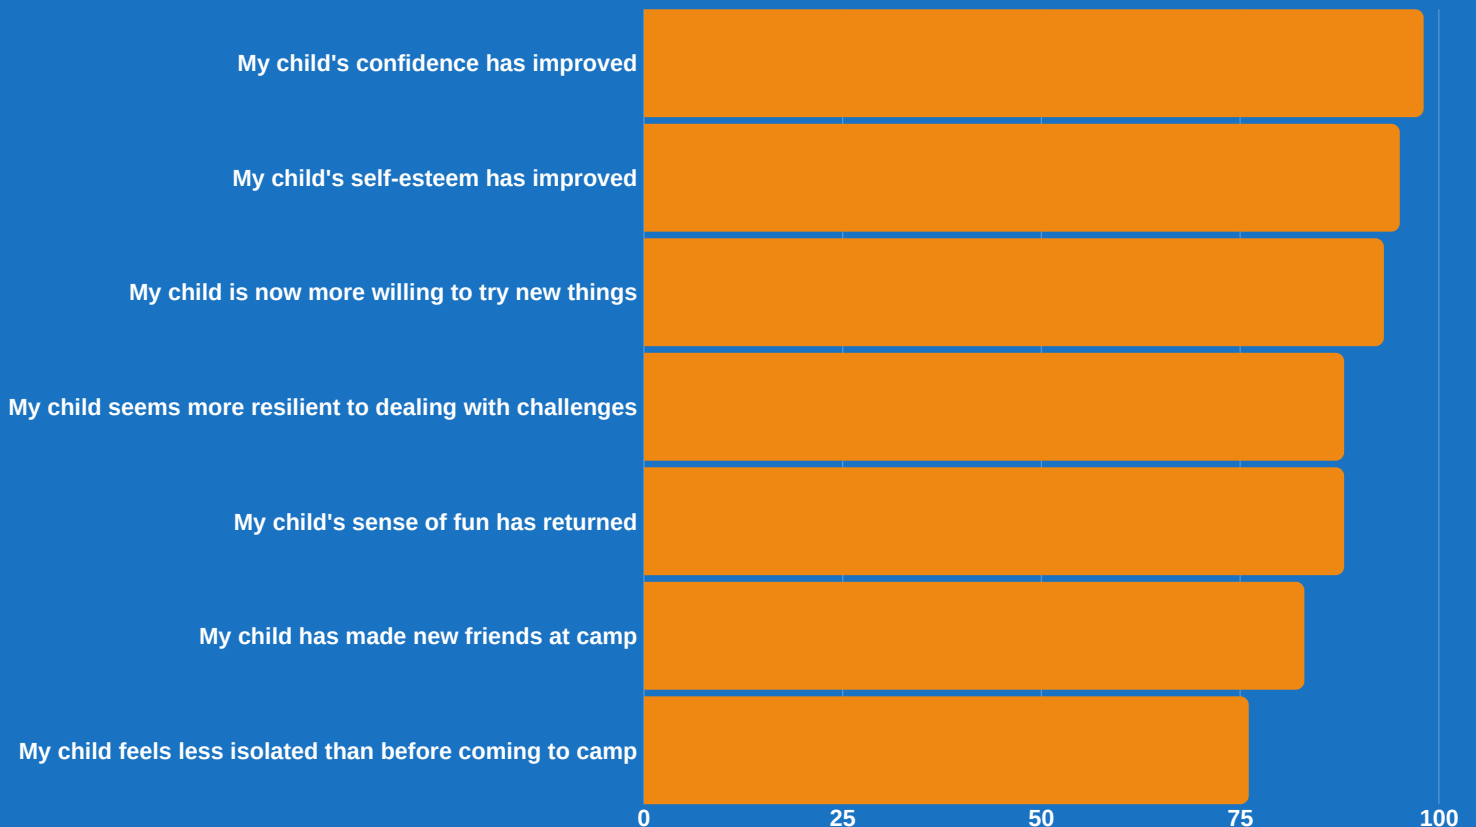 My child's confidence has improved
My child's self-esteem has improved
My child is now more willing to try new things
My child seems more resilient to dealing with challenges
My child's sense of fun has returned
My child has made new friends at camp
My child feels less isolated than before coming to camp
0 25 50 75 100